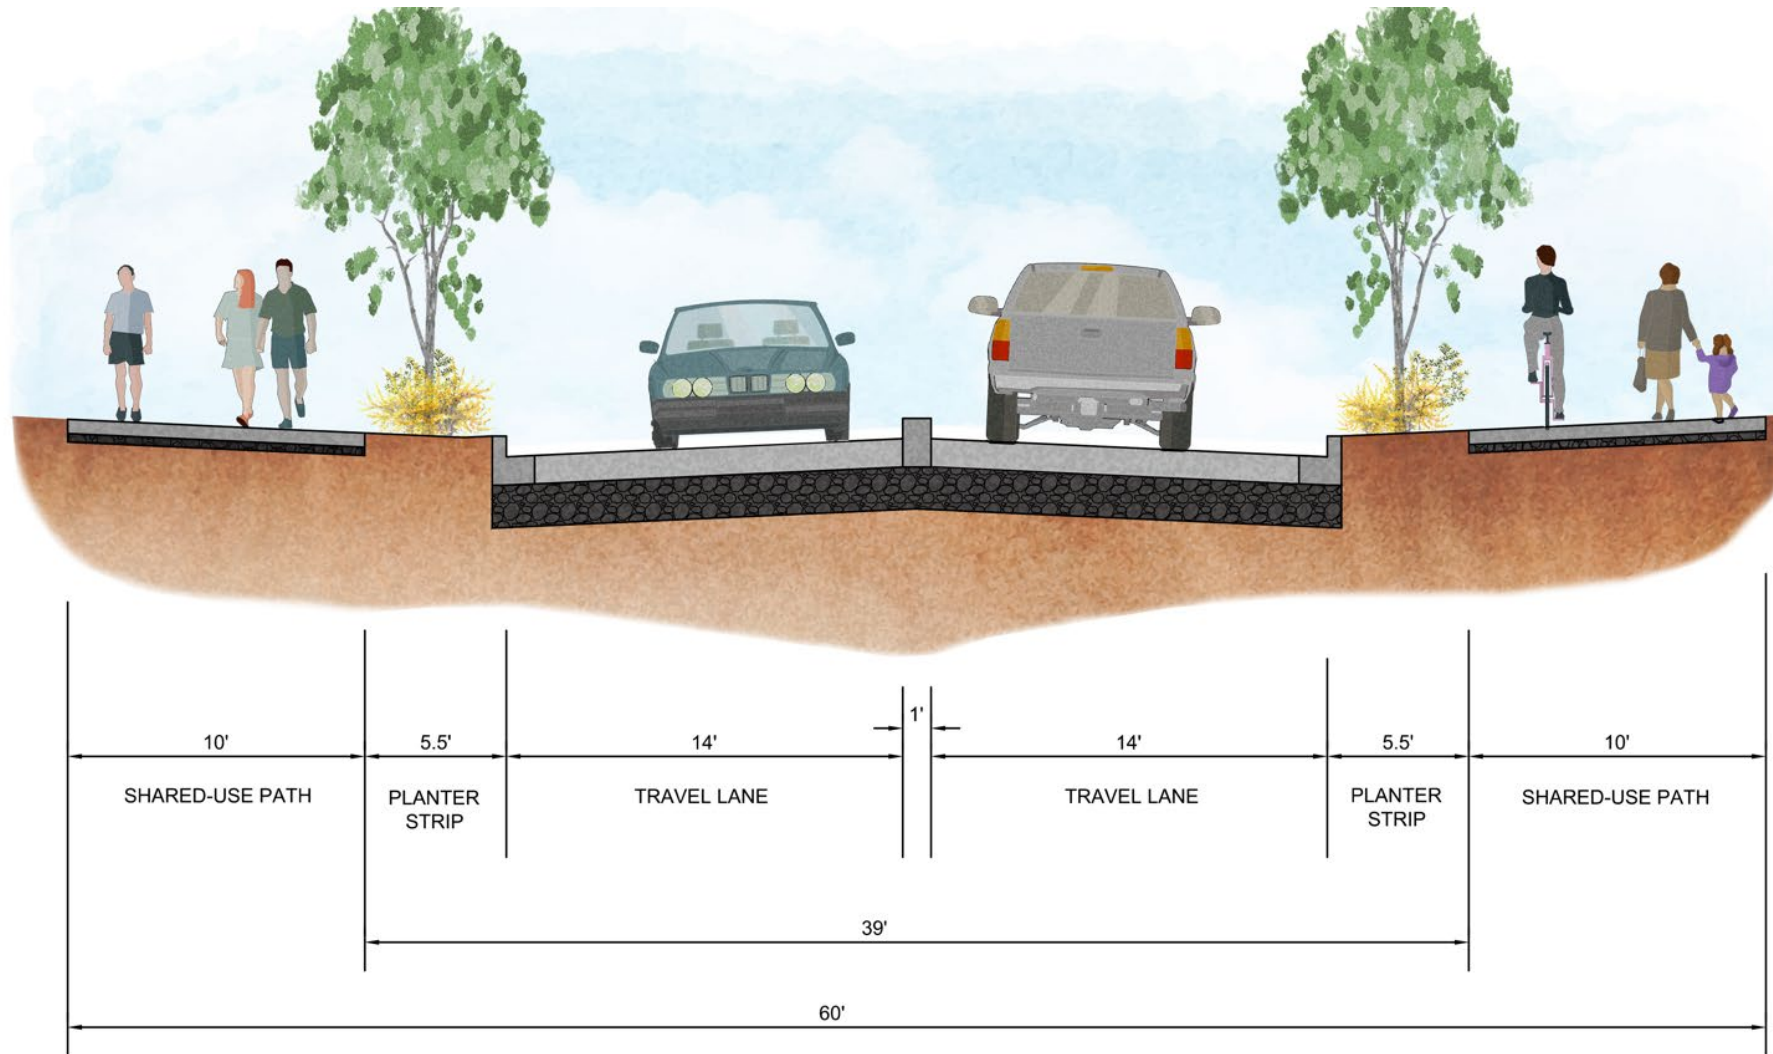 1'
10'
5.5'
14'
14'
5.5'
10'
SHARED-USE PATH
PLANTER
STRIP
TRAVEL LANE
TRAVEL LANE
PLANTER
STRIP
SHARED-USE PATH
39'
60'